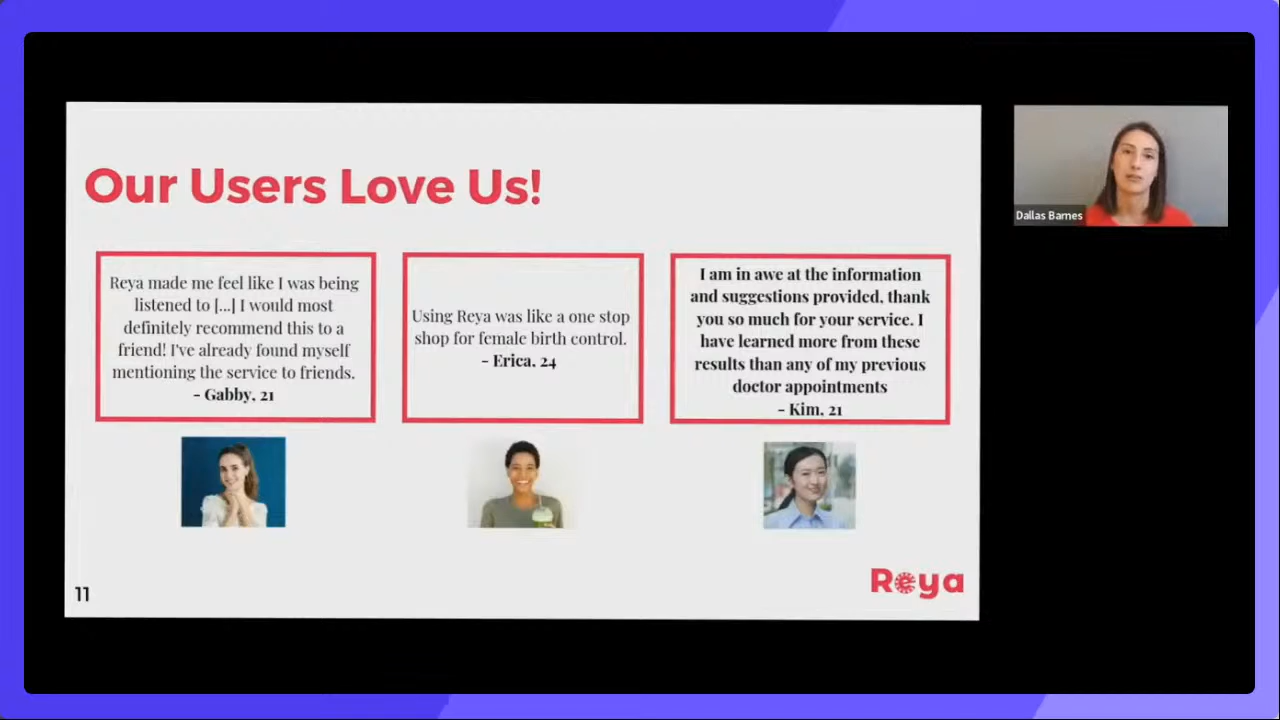 Our Users Love Us!
Reya made me feel like I was being
listened to [...] I would most
definitely recommend this to a
friend! I've already found myself
mentioning the service to friends.
- Gabby, 21
Using Reya was like a one stop
shop for female birth control.
- Erica, 24
I am in awe at the information
and suggestions provided, thank
you so much for your service. I
have learned more from these
results than any of my previous
doctor appointments
- Kim, 21
11
Reya
Dallas Barnes